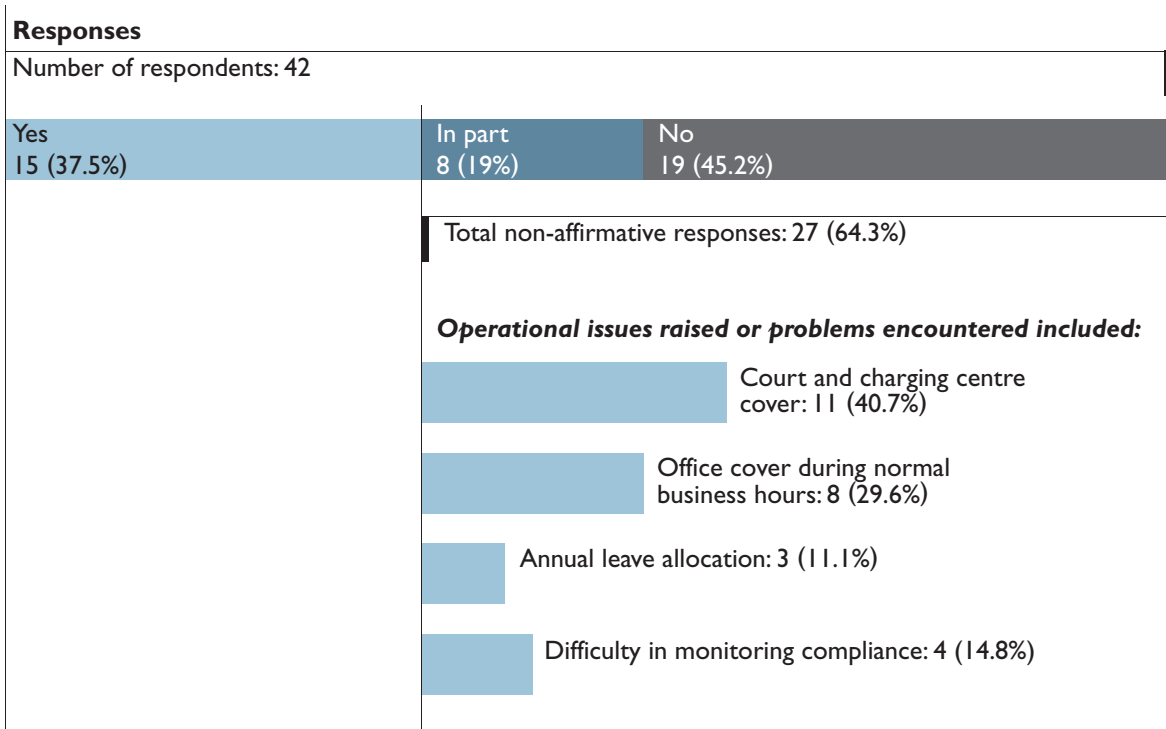 Responses
Number of respondents: 42
Yes
15 (37.5%)
In part
8 (19%)
No
19 (45.2%)
Total non-affirmative responses: 27 (64.3%)
Operational issues raised or problems encountered included:
Court and charging centre
cover: 11 (40.7%)
Office cover during normal
business hours: 8 (29.6%)
Annual leave allocation: 3 (11.1%)
Difficulty in monitoring compliance: 4 (14.8%)